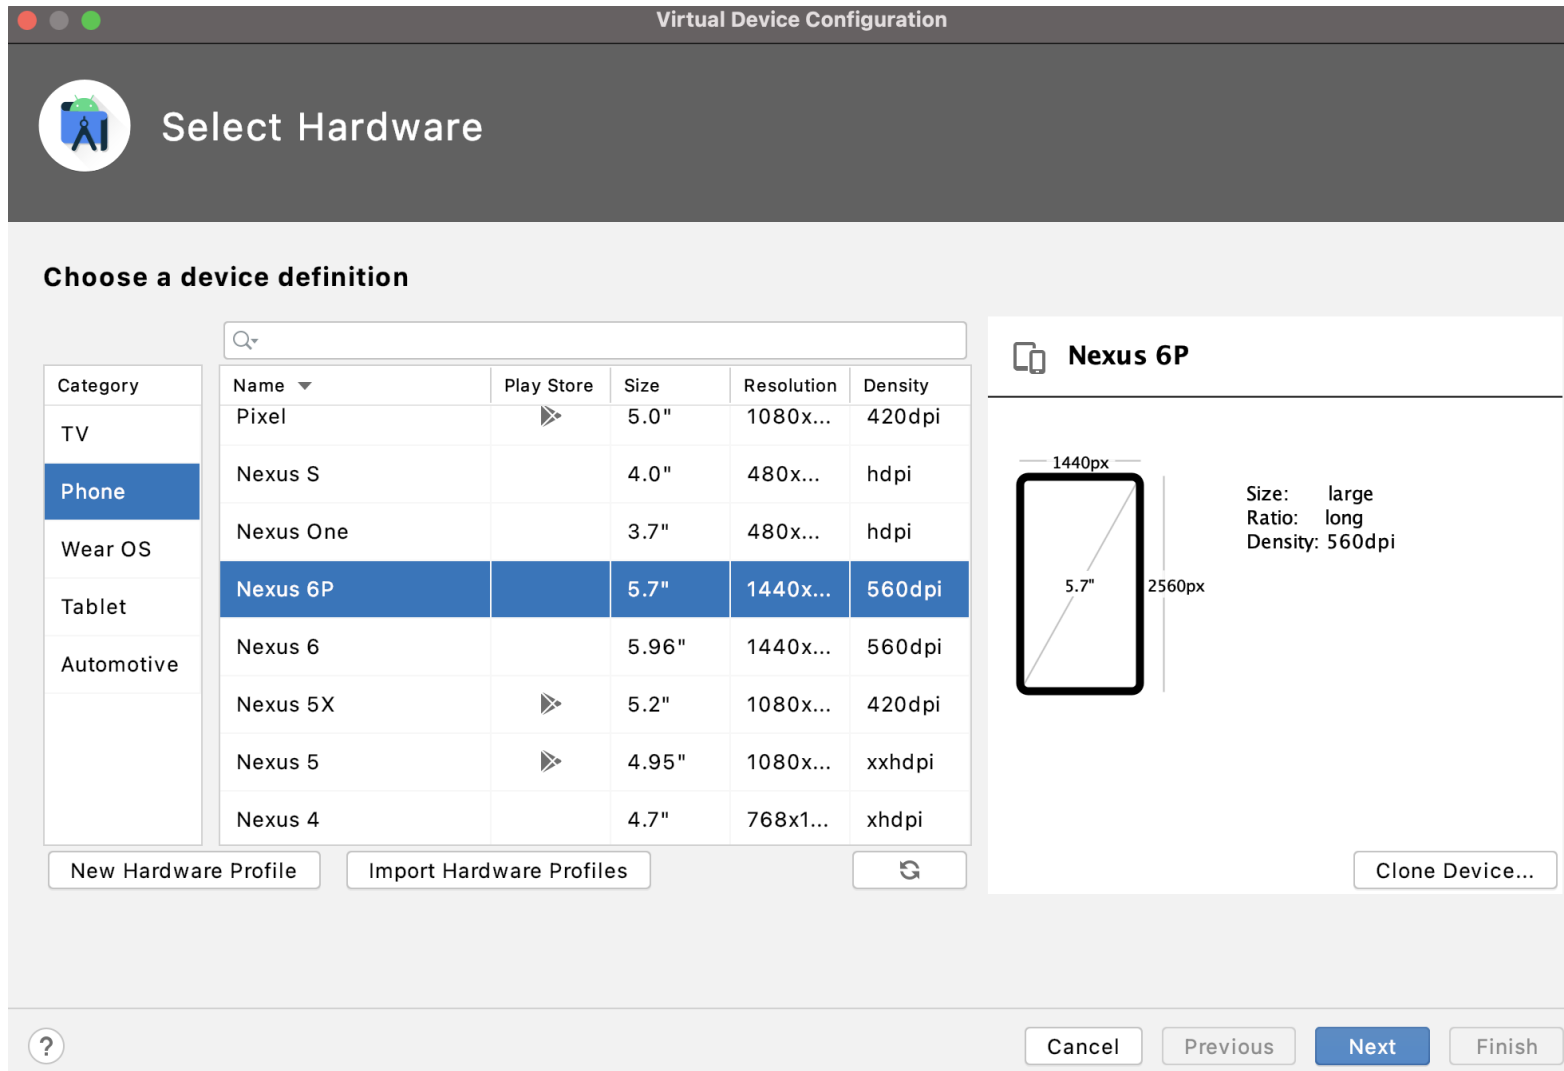 Virtual Device Configuration
Select Hardware
Choose a device definition
Category
TV
Phone
Wear OS
Tablet
Automotive
Name Play Store Size Resolution Density
Pixel 5.0" 1080x... 420dpi
Nexus S 4.0" 480x... hdpi
Nexus One 3.7" 480x... hdpi
Nexus 6P 5.7" 1440x... 560dpi
Nexus 6 5.96" 1440x... 560dpi
Nexus 5X 5.2" 1080x... 420dpi
Nexus 5 4.95" 1080x... xxhdpi
Nexus 4 4.7" 768x1... xhdpi
New Hardware Profile Import Hardware Profiles
Nexus 6P
1440px
5.7"
2560px
Size: large
Ratio: long
Density: 560dpi
Clone Device...
? Cancel Previous Next Finish